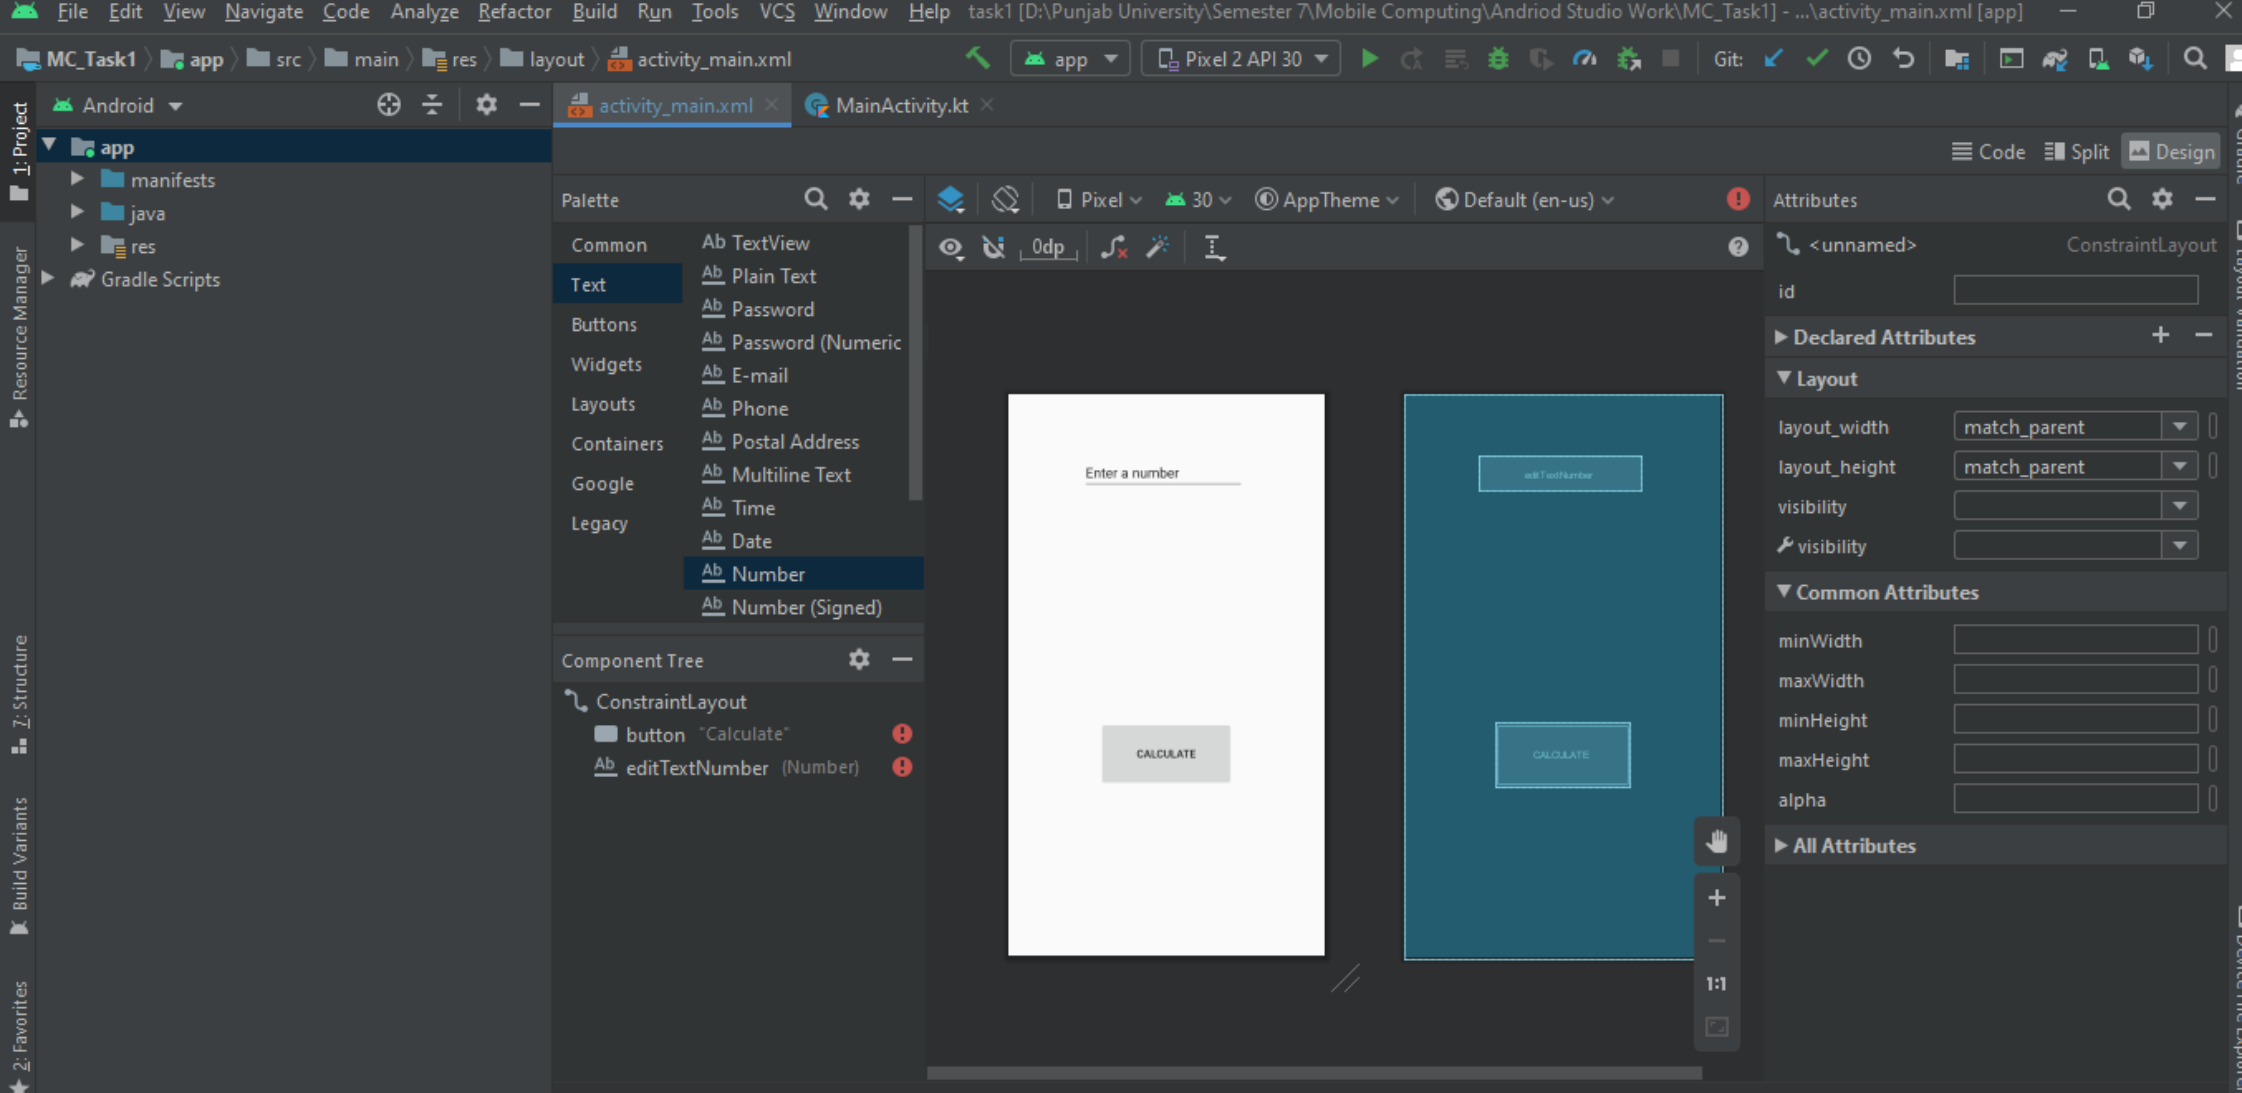 File Edit View Navigate Code Analyze Refactor Build Run Tools VCS Window Help task1 [D:\Punjab University\Semester 7\Mobile Computing\Andriod Studio Work\MC_Task1] - ...\activity_main.xml [app]
MC_Task1 app src main res layout activity_main.xml app Pixel 2 API 30 Git:
Android activity_main.xml MainActivity.kt
Code Split Design
1: Project
Resource Manager
7: Structure
Build Variants
2: Favorites
app
manifests
java
res
Gradle Scripts
Palette
Common
Text
Buttons
Widgets
Layouts
Containers
Google
Legacy
Ab TextView
Ab Plain Text
Ab Password
Ab Password (Numeric
Ab E-mail
Ab Phone
Ab Postal Address
Ab Multiline Text
Ab Time
Ab Date
Ab Number
Ab Number (Signed)
Component Tree
ConstraintLayout
button "Calculate"
Ab editTextNumber (Number)
Pixel 30 AppTheme Default (en-us)
0dp
Enter a number
CALCULATE
editTextNumber
CALCULATE
1:1
Attributes
<unnamed> ConstraintLayout
id
Declared Attributes
Layout
layout_width match_parent
layout_height match_parent
visibility
visibility
Common Attributes
minWidth
maxWidth
minHeight
maxHeight
alpha
All Attributes